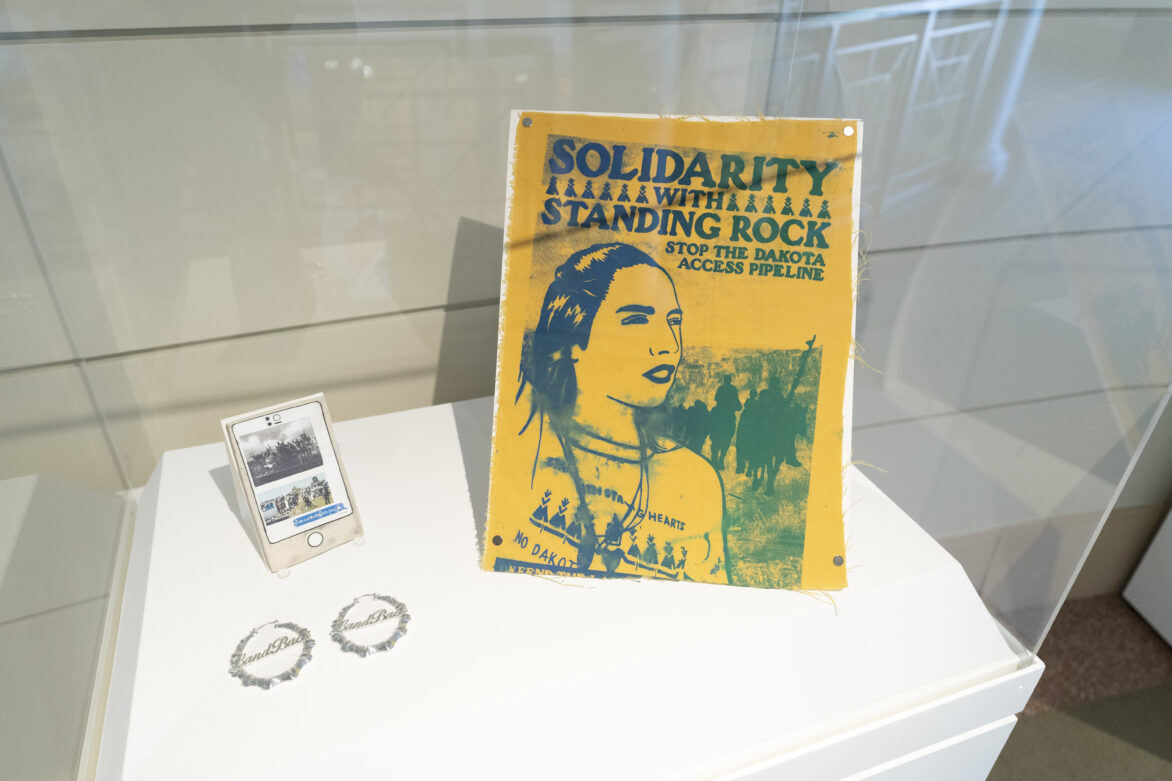 SOLIDARITY
WITH
STANDING ROCK
STOP THE DAKOTA
ACCESS PIPELINE
HEARTS
NO DAKOTA
LandBack
LandBack